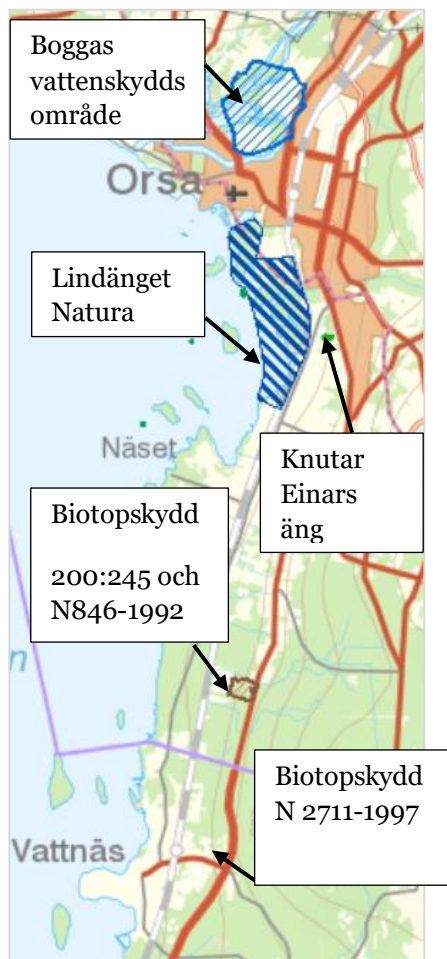 Boggas
vattenskydds
område
Orsa
Lindänget
Natura
Näset
Knutar
Einars
äng
Biotopskydd
200:245 och
N846-1992
n
Biotopskydd
N 2711-1997
Vattnäs